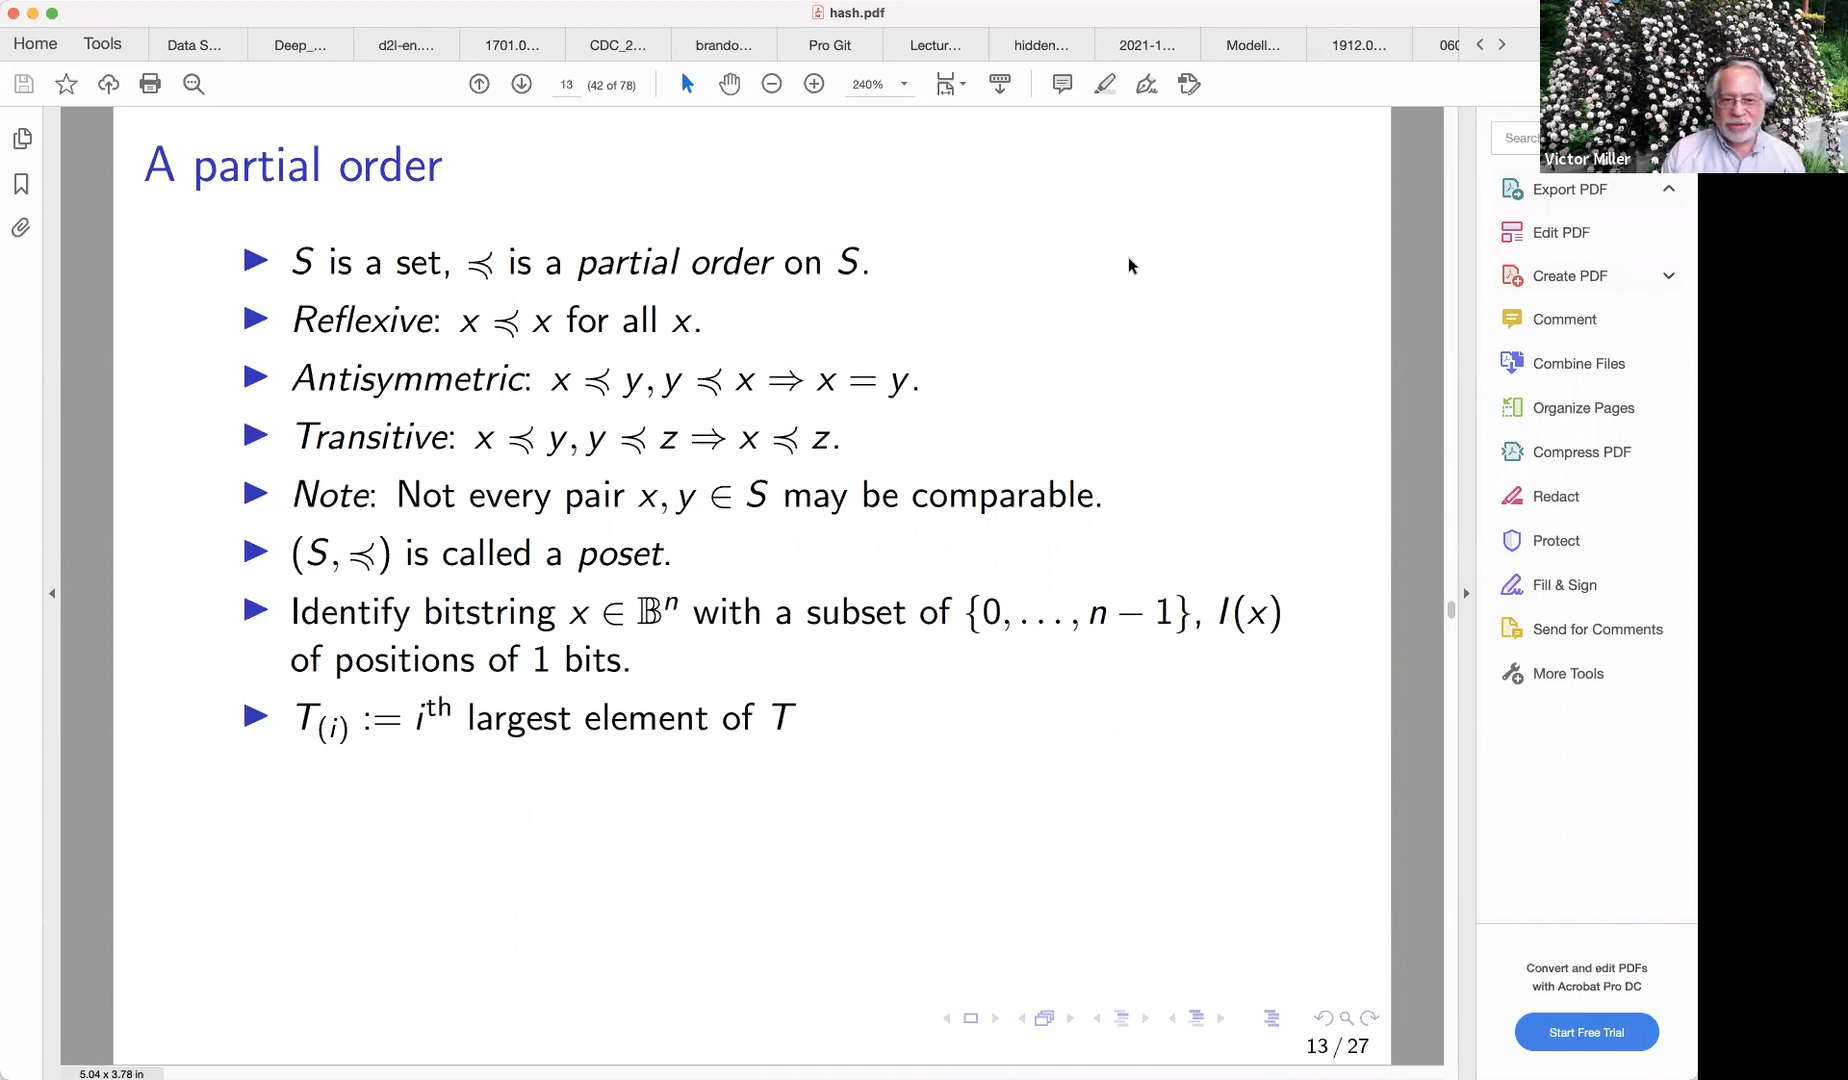 hash.pdf
Home Tools Data S... Deep_... d2l-en.... 1701.0... CDC_2... brando... Pro Git Lectur... hidden... 2021-1... Modell... 1912.0... 060
13 (42 of 78) 240%
Victor Miller
A partial order
▶ S is a set, ≼ is a partial order on S.
▶ Reflexive: x ≼ x for all x.
▶ Antisymmetric: x ≼ y, y ≼ x ⇒ x = y.
▶ Transitive: x ≼ y, y ≼ z ⇒ x ≼ z.
▶ Note: Not every pair x, y ∈ S may be comparable.
▶ (S, ≼) is called a poset.
▶ Identify bitstring x ∈ 𝔹ⁿ with a subset of {0, . . . , n − 1}, I(x)
of positions of 1 bits.
▶ T₍ᵢ₎ := iᵗʰ largest element of T
13 / 27
5.04 x 3.78 in
Searc
Export PDF
Edit PDF
Create PDF
Comment
Combine Files
Organize Pages
Compress PDF
Redact
Protect
Fill & Sign
Send for Comments
More Tools
Convert and edit PDFs
with Acrobat Pro DC
Start Free Trial